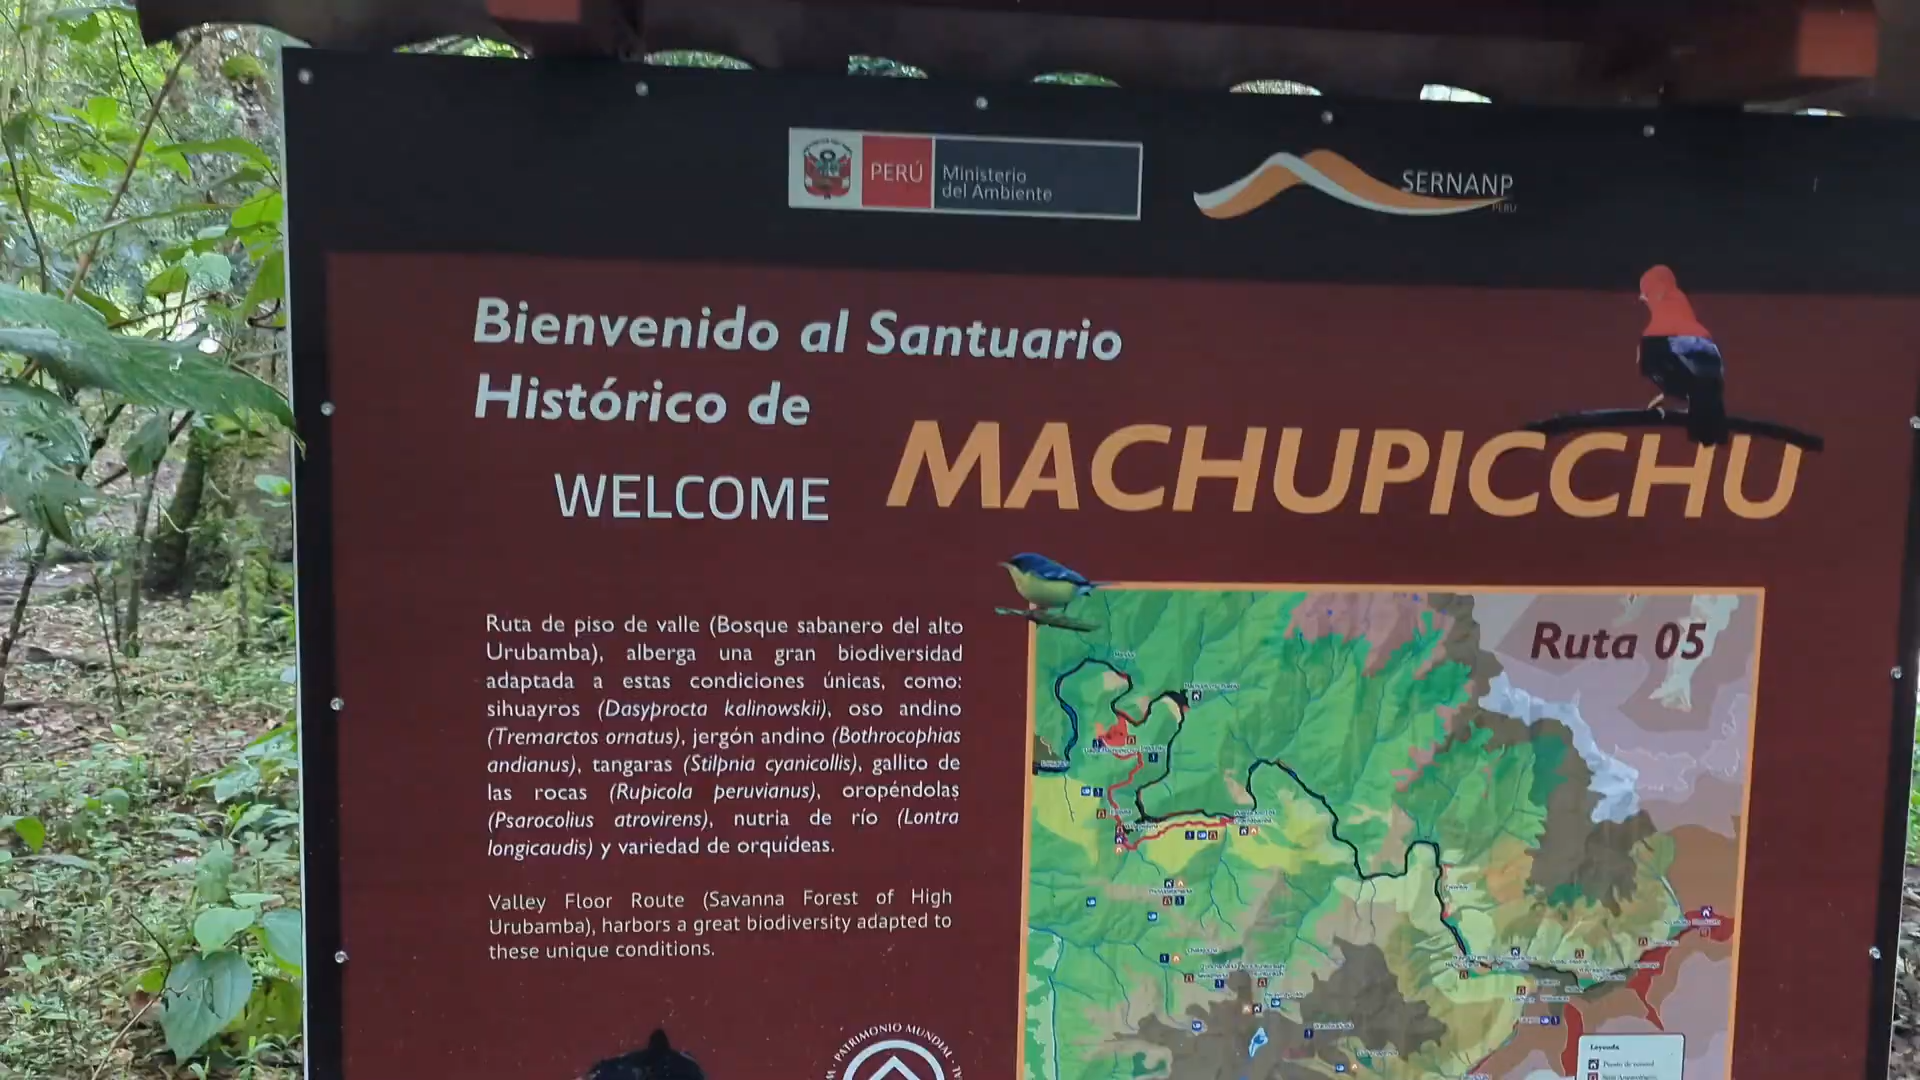 PERÚ
Ministerio
del Ambiente
SERNANP
PERÚ
Bienvenido al Santuario
Histórico de
MACHUPICCHU
WELCOME
Ruta de piso de valle (Bosque sabanero del alto
Urubamba), alberga una gran biodiversidad
adaptada a estas condiciones únicas, como:
sihuayros (Dasyprocta kalinowskii), oso andino
(Tremarctos ornatus), jergón andino (Bothrocophias
andianus), tangaras (Stilpnia cyanicollis), gallito de
las rocas (Rupicola peruvianus), oropéndolas
(Psarocolius atrovirens), nutria de río (Lontra
longicaudis) y variedad de orquídeas.
Valley Floor Route (Savanna Forest of High
Urubamba), harbors a great biodiversity adapted to
these unique conditions.
Ruta 05
Leyenda
PATRIMONIO MUNDIAL